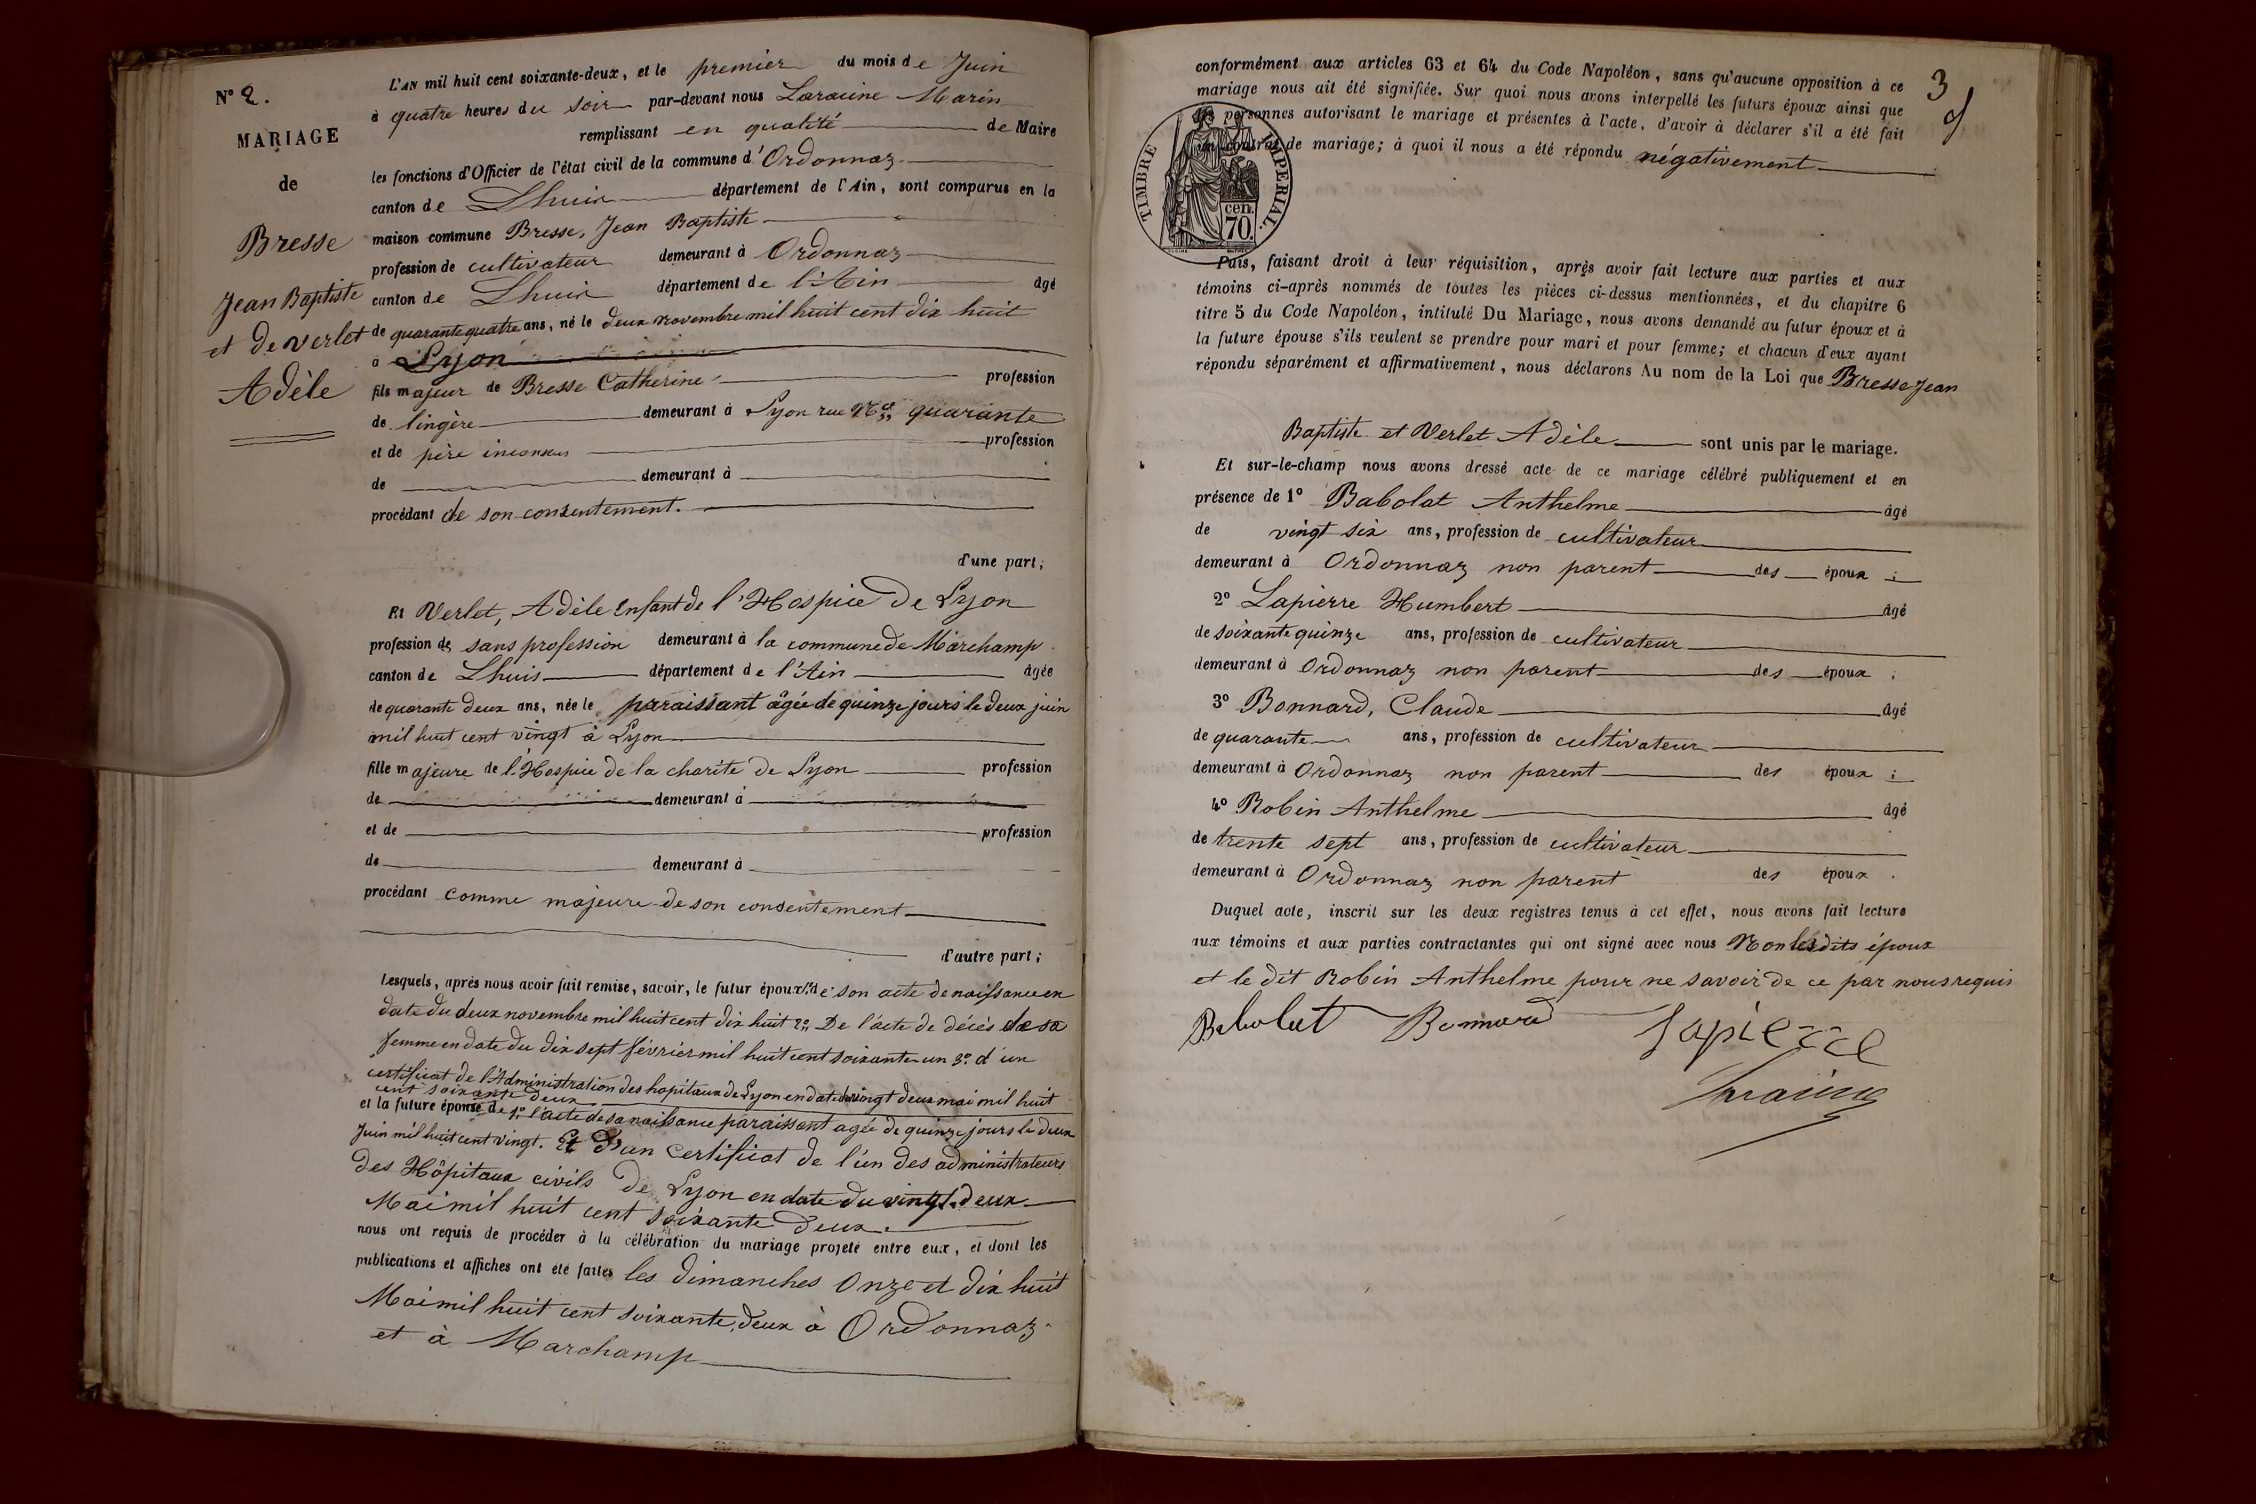 N° 2.
MARIAGE
de
Bresse
Jean Baptiste
et de verlet
Adèle
L'AN mil huit cent soixante-deux, et le premier du mois de Juin
à quatre heures du soir par-devant nous Laracine Marin
remplissant en qualité de Maire
les fonctions d'Officier de l'état civil de la commune d'Ordonnaz
canton de Lhuis département de l'Ain, sont comparus en la
maison commune Bresse, Jean Baptiste
profession de cultivateur demeurant à Ordonnaz
canton de Lhuis département de l'Ain âgé
de quarante quatre ans, né le deux novembre mil huit cent dix huit
à Lyon
fils majeur de Bresse Catherine profession
de lingère demeurant à Lyon rue quarante
et de père inconnus profession
de demeurant à
procédant de son consentement.
d'une part;
Et Verlet, Adèle Enfant de l'Hospice De Lyon
profession de sans profession demeurant à la commune de Marchamp
canton de Lhuis département de l'Ain âgée
de quarante deux ans, née le paraissant âgée de quinze jours le deux juin
mil huit cent vingt à Lyon
fille majeure de l'Hospice de la charité de Lyon profession
de demeurant à
et de profession
de demeurant à
procédant comme majeure de son consentement
d'autre part;
Lesquels, après nous avoir fait remise, savoir, le futur époux 1° de son acte de naissance en
date du deux novembre mil huit cent dix huit 2° De l'acte de décès de sa
femme en date du dix sept février mil huit cent soixante un 3° d'un
certificat de l'Administration des hopitaux de Lyon en date du vingt deux mai mil huit
cent soixante deux
et la future épouse de 1° l'acte de sa naissance paraissant agée de quinze jours le deux
Juin mil huit cent vingt. Et D'un Certificat de l'un des administrateurs
des Hôpitaux civils De Lyon en date du vingt deux
Mai mil huit cent soixante deux.
nous ont requis de procéder à la célébration du mariage projeté entre eux, et dont les
publications et affiches ont été faites les dimanches Onze et dix huit
Mai mil huit cent soixante, deux à Ordonnaz
et à Marchamp
3
conformément aux articles 63 et 64 du Code Napoléon, sans qu'aucune opposition à ce
mariage nous ait été signifiée. Sur quoi nous avons interpellé les futurs époux ainsi que
les personnes autorisant le mariage et présentes à l'acte, d'avoir à déclarer s'il a été fait
un contrat de mariage; à quoi il nous a été répondu négativement
TIMBRE IMPERIAL.
cen.
70.
Puis, faisant droit à leur réquisition, après avoir fait lecture aux parties et aux
témoins ci-après nommés de toutes les pièces ci-dessus mentionnées, et du chapitre 6
titre 5 du Code Napoléon, intitulé Du Mariage, nous avons demandé au futur époux et à
la future épouse s'ils veulent se prendre pour mari et pour femme; et chacun d'eux ayant
répondu séparément et affirmativement, nous déclarons Au nom de la Loi que Bresse Jean
Baptiste et Verlet Adèle sont unis par le mariage.
Et sur-le-champ nous avons dressé acte de ce mariage célébré publiquement et en
présence de 1° Babolat Anthelme âgé
de vingt six ans, profession de cultivateur
demeurant à Ordonnaz non parent des époux ;
2° Lapierre Humbert âgé
de soixante quinze ans, profession de cultivateur
demeurant à Ordonnaz non parent des époux ;
3° Bonnard, Claude âgé
de quarante ans, profession de cultivateur
demeurant à Ordonnaz non parent des époux ;
4° Robin Anthelme âgé
de trente sept ans, profession de cultivateur
demeurant à Ordonnaz non parent des époux .
Duquel acte, inscrit sur les deux registres tenus à cet effet, nous avons fait lecture
aux témoins et aux parties contractantes qui ont signé avec nous Non lesdits époux
et le dit Robin Anthelme pour ne savoir de ce par nous requis
Babolat Bonnard Lapierre
Laracine